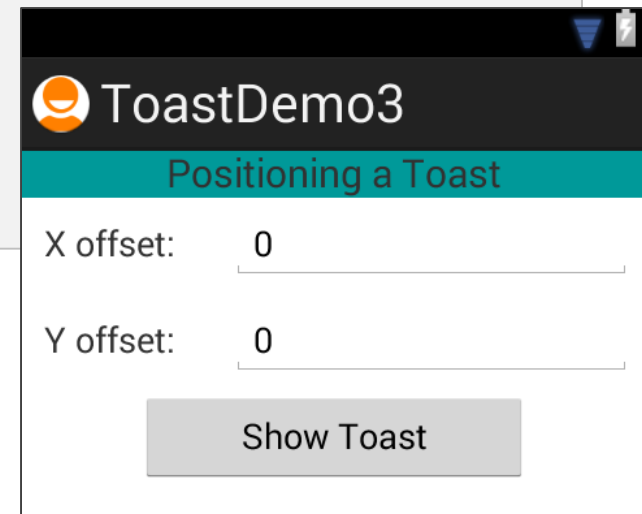 ToastDemo3
Positioning a Toast
X offset: 0
Y offset: 0
Show Toast